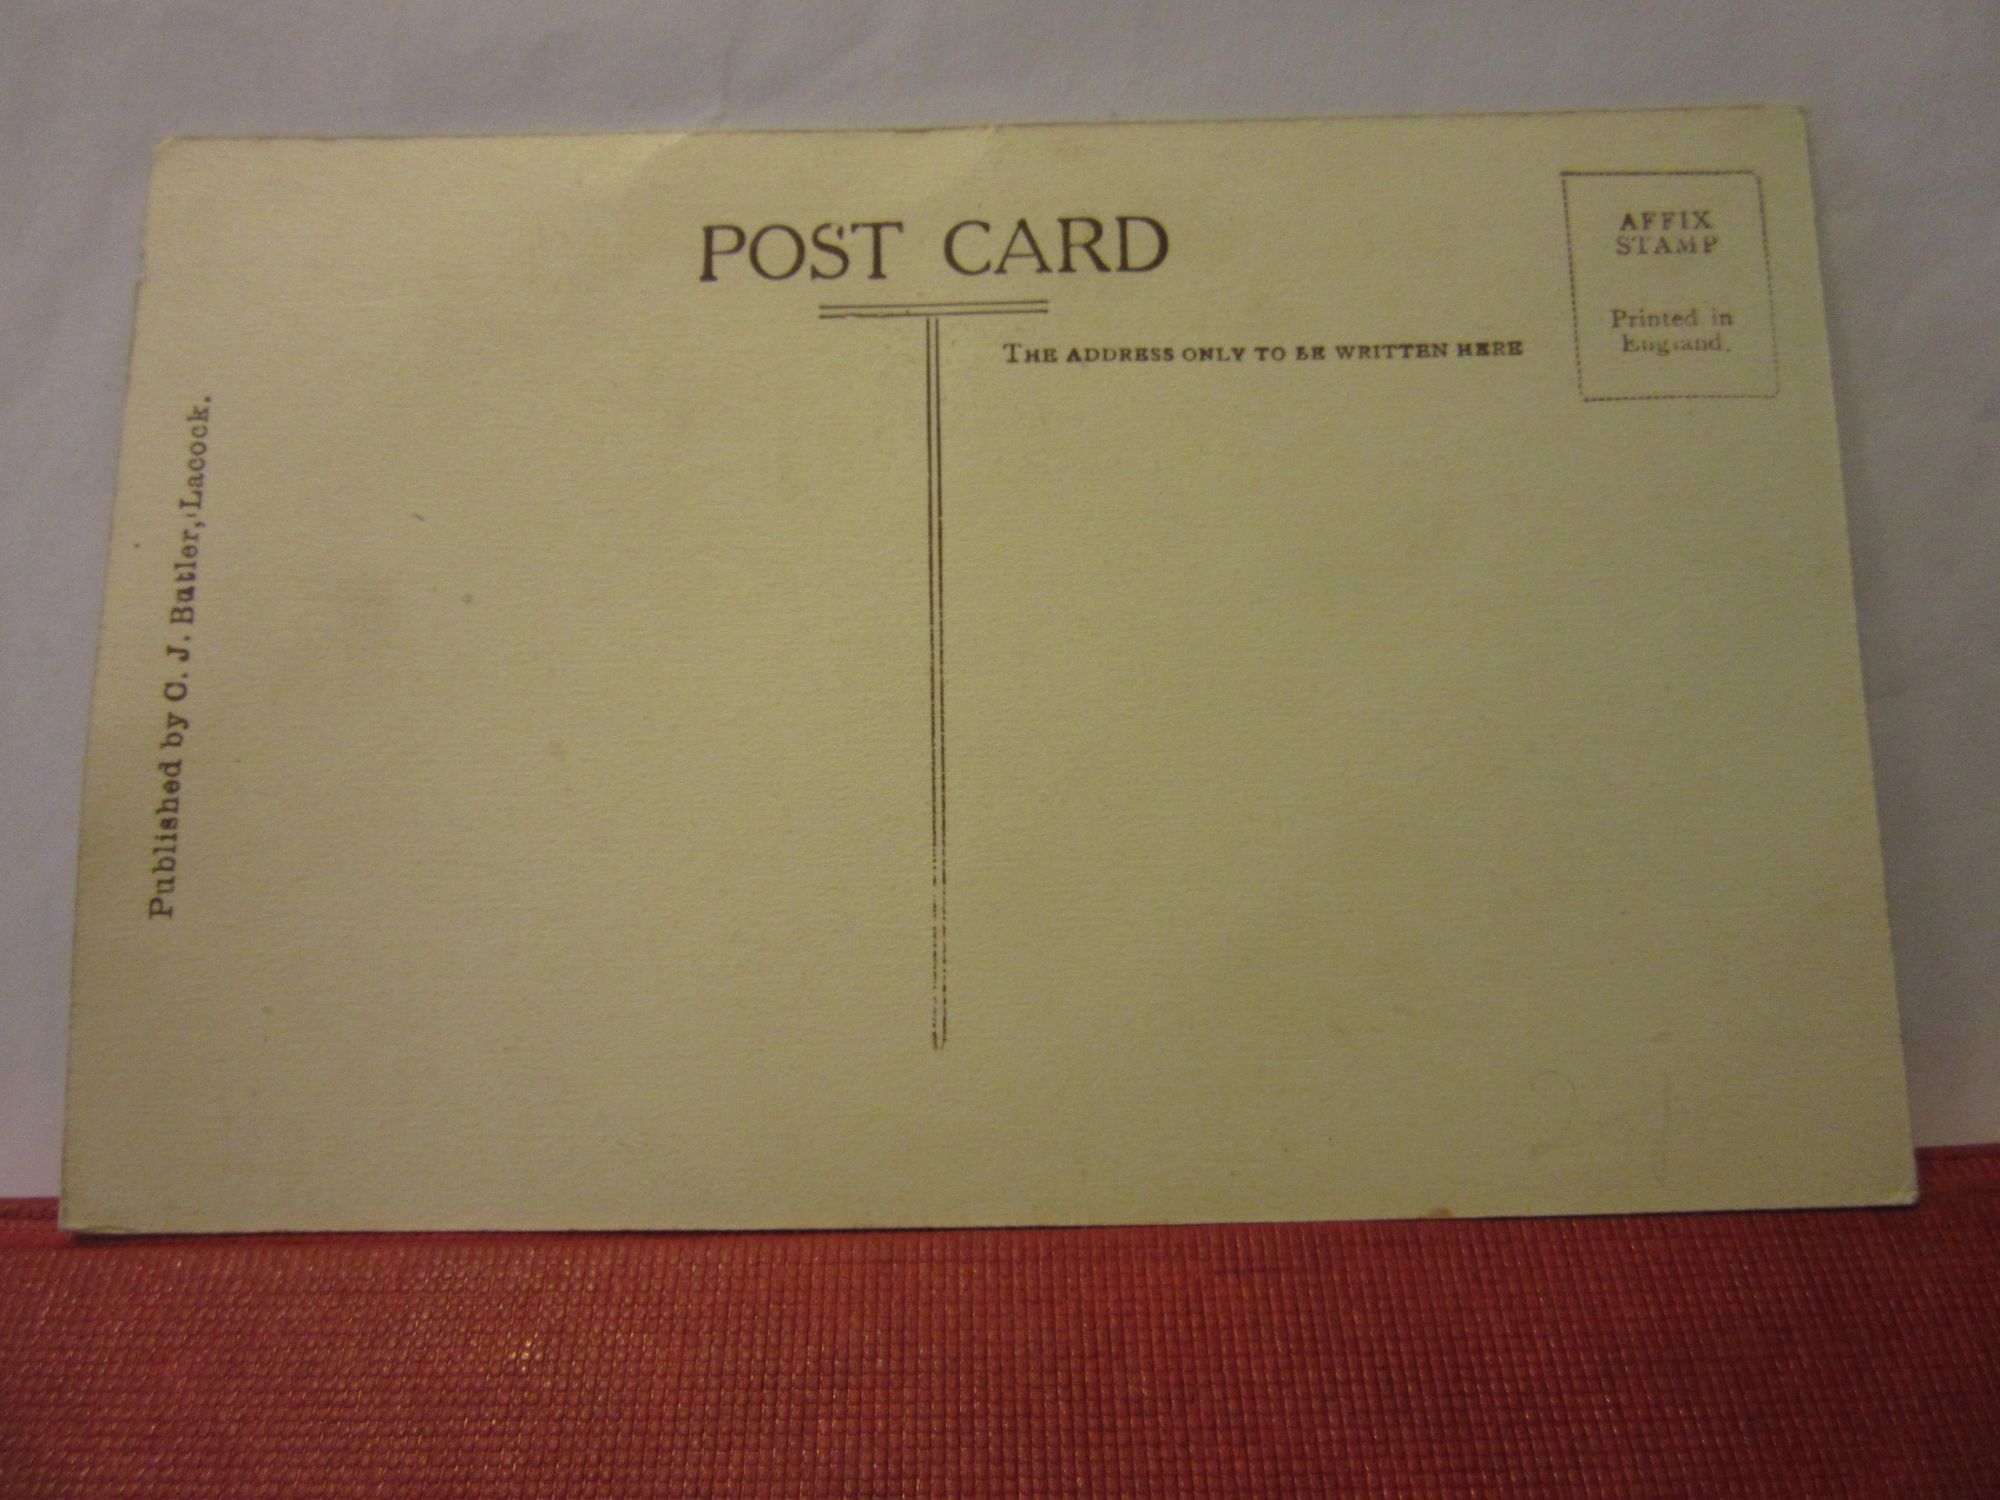 POST CARD
AFFIX
STAMP
Printed in
England.
THE ADDRESS ONLY TO BE WRITTEN HERE
Published by C. J. Butler, Lacock.